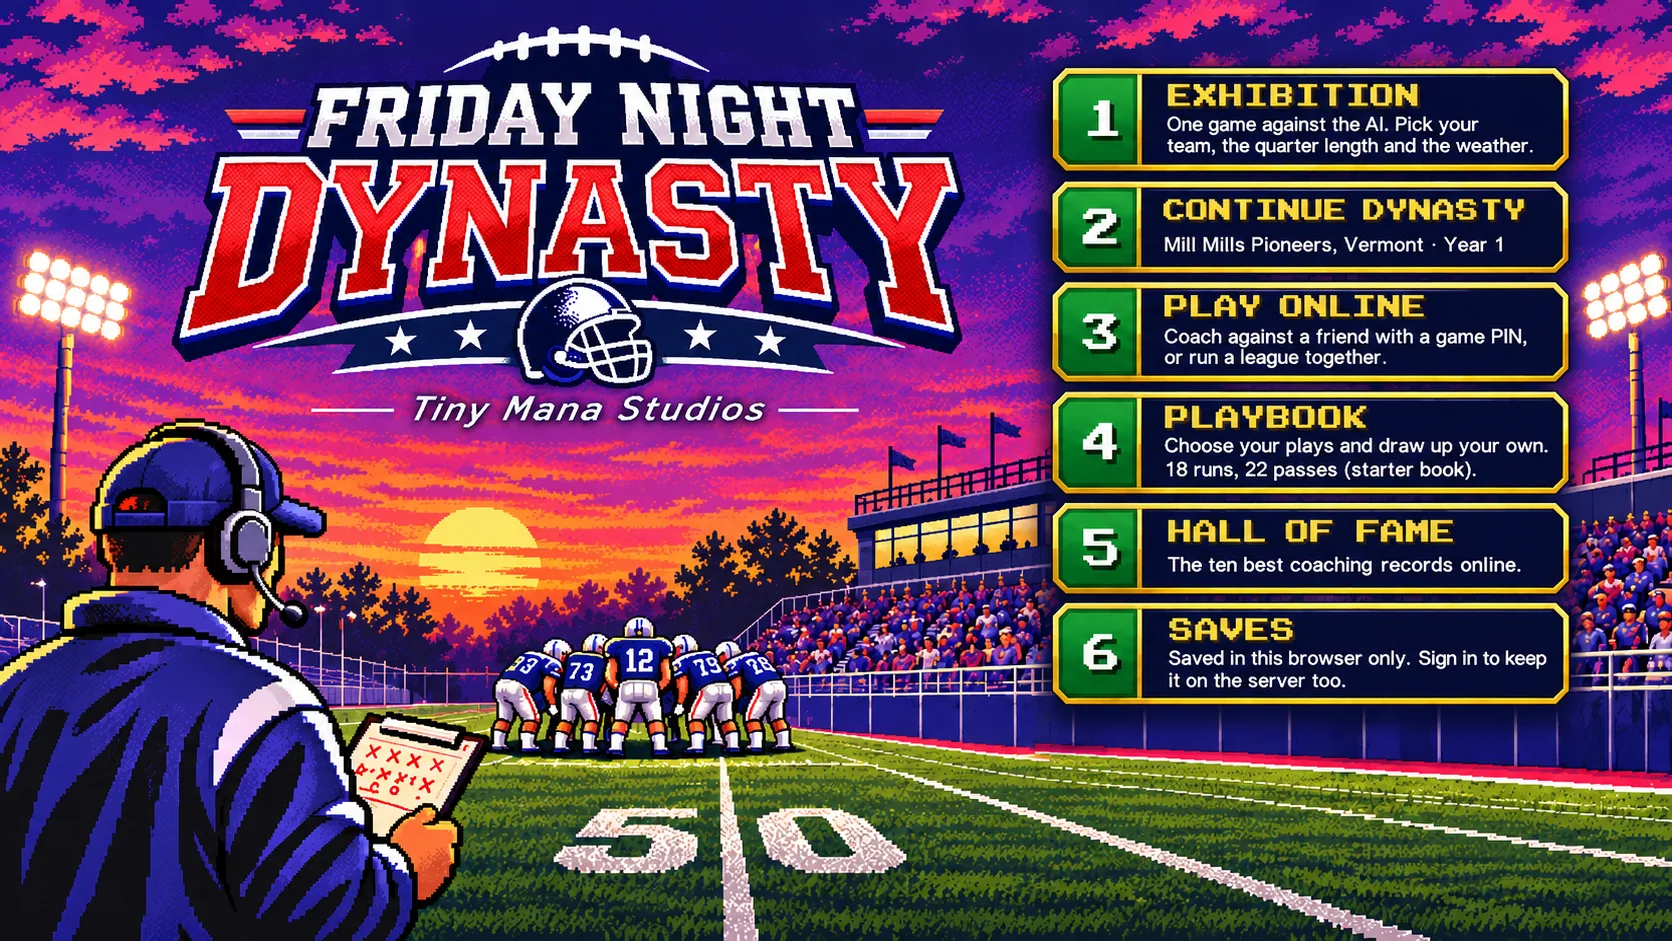 FRIDAY NIGHT
DYNASTY
Tiny Mana Studios
1
EXHIBITION
One game against the AI. Pick your
team, the quarter length and the weather.
2
CONTINUE DYNASTY
Mill Mills Pioneers, Vermont · Year 1
3
PLAY ONLINE
Coach against a friend with a game PIN,
or run a league together.
4
PLAYBOOK
Choose your plays and draw up your own.
18 runs, 22 passes (starter book).
5
HALL OF FAME
The ten best coaching records online.
6
SAVES
Saved in this browser only. Sign in to keep
it on the server too.
73
12
79
50